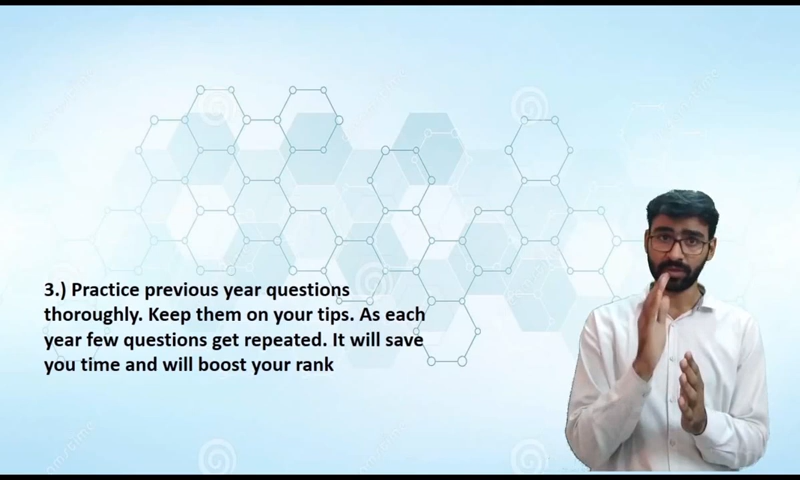 3.) Practice previous year questions
thoroughly. Keep them on your tips. As each
year few questions get repeated. It will save
you time and will boost your rank